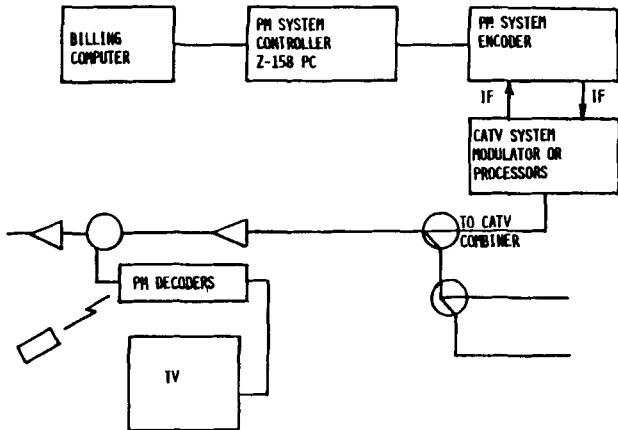 BILLING
COMPUTER
PM SYSTEM
CONTROLLER
Z-158 PC
PM SYSTEM
ENCODER
IF
IF
CATV SYSTEM
MODULATOR OR
PROCESSORS
TO CATV
COMBINER
PM DECODERS
TV